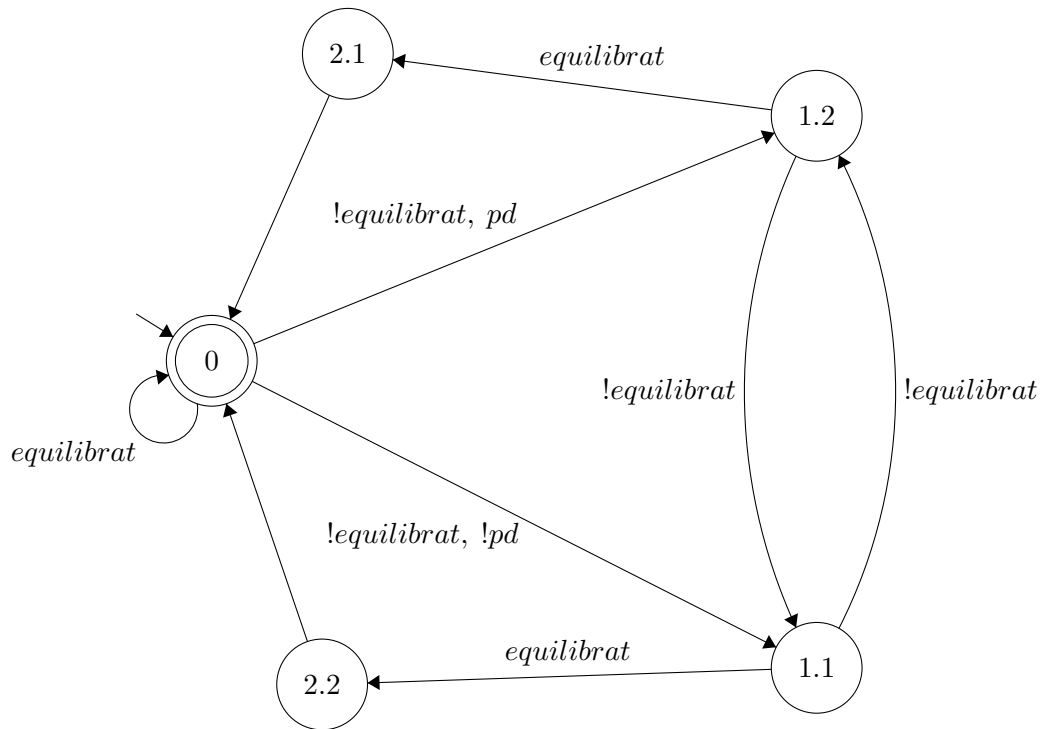 2.1
equilibrat
1.2
!equilibrat, pd
0
!equilibrat
!equilibrat
equilibrat
!equilibrat, !pd
equilibrat
1.1
2.2